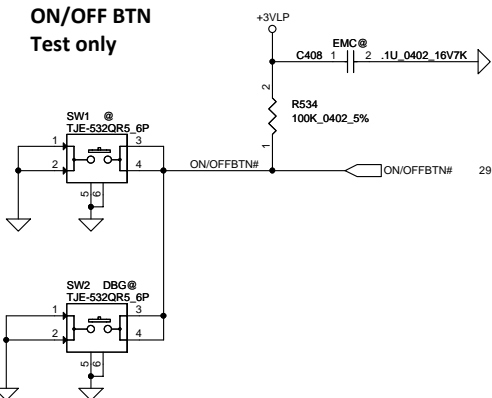 ON/OFF BTN
Test only
+3VLP
EMC@
C408 1 2 .1U_0402_16V7K
2
R534
100K_0402_5%
1
SW1 @
TJE-532QR5_6P
1 3
2 4
ON/OFFBTN# ON/OFFBTN# 29
5 6
SW2 DBG@
TJE-532QR5_6P
1 3
2 4
5 6